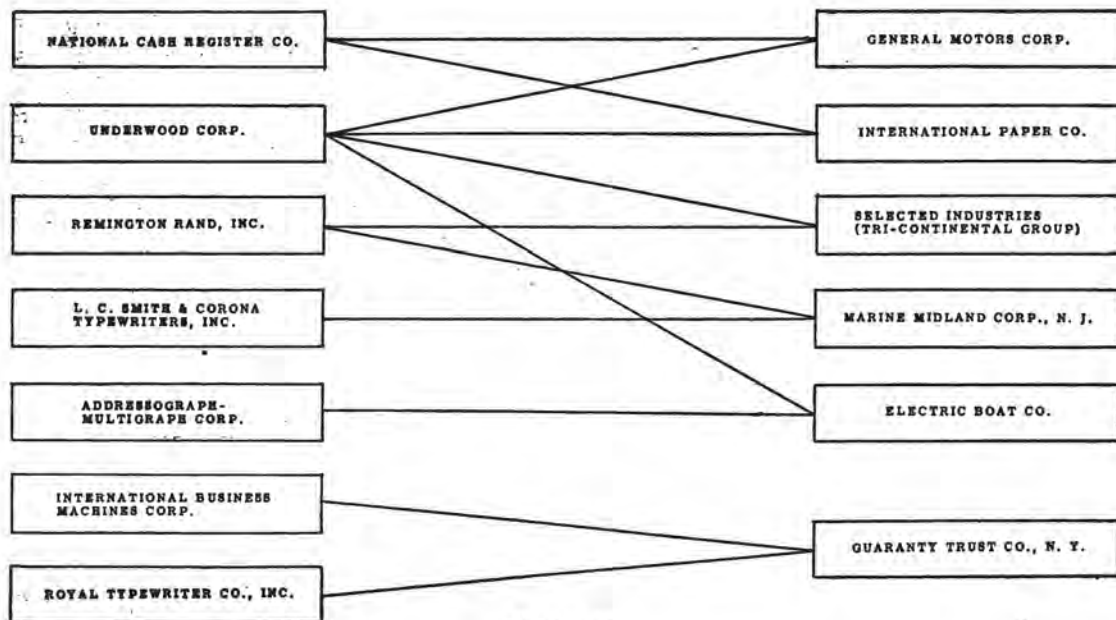 NATIONAL CASH REGISTER CO.
UNDERWOOD CORP.
REMINGTON RAND, INC.
L. C. SMITH & CORONA
TYPEWRITERS, INC.
ADDRESSOGRAPH-
MULTIGRAPH CORP.
INTERNATIONAL BUSINESS
MACHINES CORP.
ROYAL TYPEWRITER CO., INC.
GENERAL MOTORS CORP.
INTERNATIONAL PAPER CO.
SELECTED INDUSTRIES
(TRI-CONTINENTAL GROUP)
MARINE MIDLAND CORP., N. J.
ELECTRIC BOAT CO.
GUARANTY TRUST CO., N. Y.